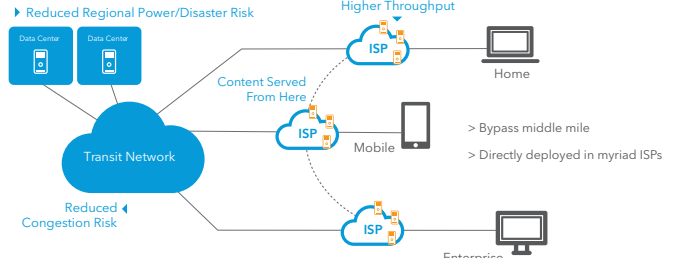 Higher Throughput
Reduced Regional Power/Disaster Risk
Data Center
Data Center
ISP
Home
Content Served
From Here
ISP
Mobile
> Bypass middle mile
> Directly deployed in myriad ISPs
Transit Network
Reduced
Congestion Risk
ISP
Enterprise